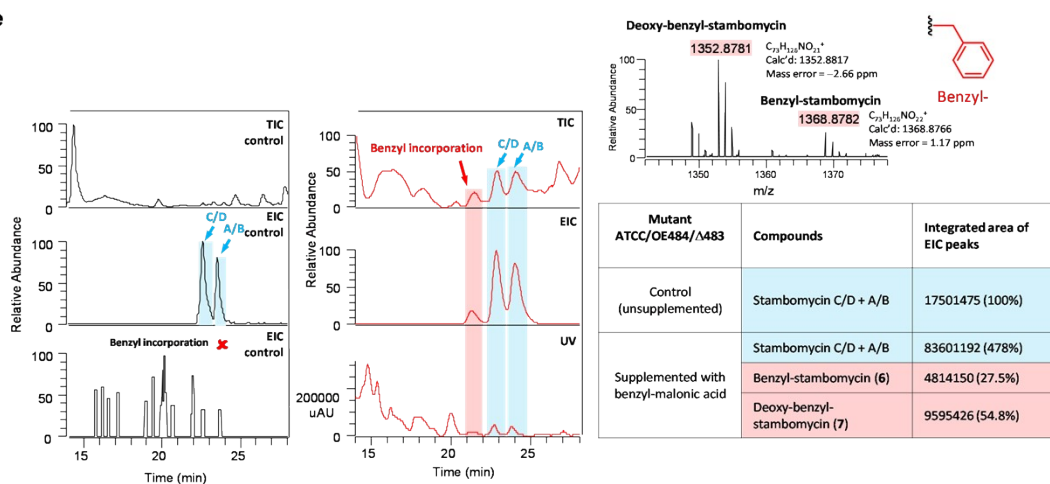 e
TIC
control
100
50
0
EIC
control
C/D
A/B
100
50
0
EIC
control
Benzyl incorporation ✖
100
50
0
15
20
25
Time (min)
Relative Abundance
TIC
Benzyl incorporation
C/D
A/B
100
50
0
EIC
100
50
0
UV
200000
uAU
0
15
20
25
Time (min)
Relative Abundance
Deoxy-benzyl-stambomycin
1352.8781
C₇₃H₁₂₆NO₂₁⁺
Calc'd: 1352.8817
Mass error = −2.66 ppm
Benzyl-stambomycin
1368.8782
C₇₃H₁₂₆NO₂₂⁺
Calc'd: 1368.8766
Mass error = 1.17 ppm
100
50
0
1350
1360
1370
m/z
Relative Abundance
Benzyl-
Mutant
ATCC/OE484/Δ483
Compounds
Integrated area of
EIC peaks
Control
(unsupplemented)
Stambomycin C/D + A/B
17501475 (100%)
Supplemented with
benzyl-malonic acid
Stambomycin C/D + A/B
83601192 (478%)
Benzyl-stambomycin (6)
4814150 (27.5%)
Deoxy-benzyl-
stambomycin (7)
9595426 (54.8%)